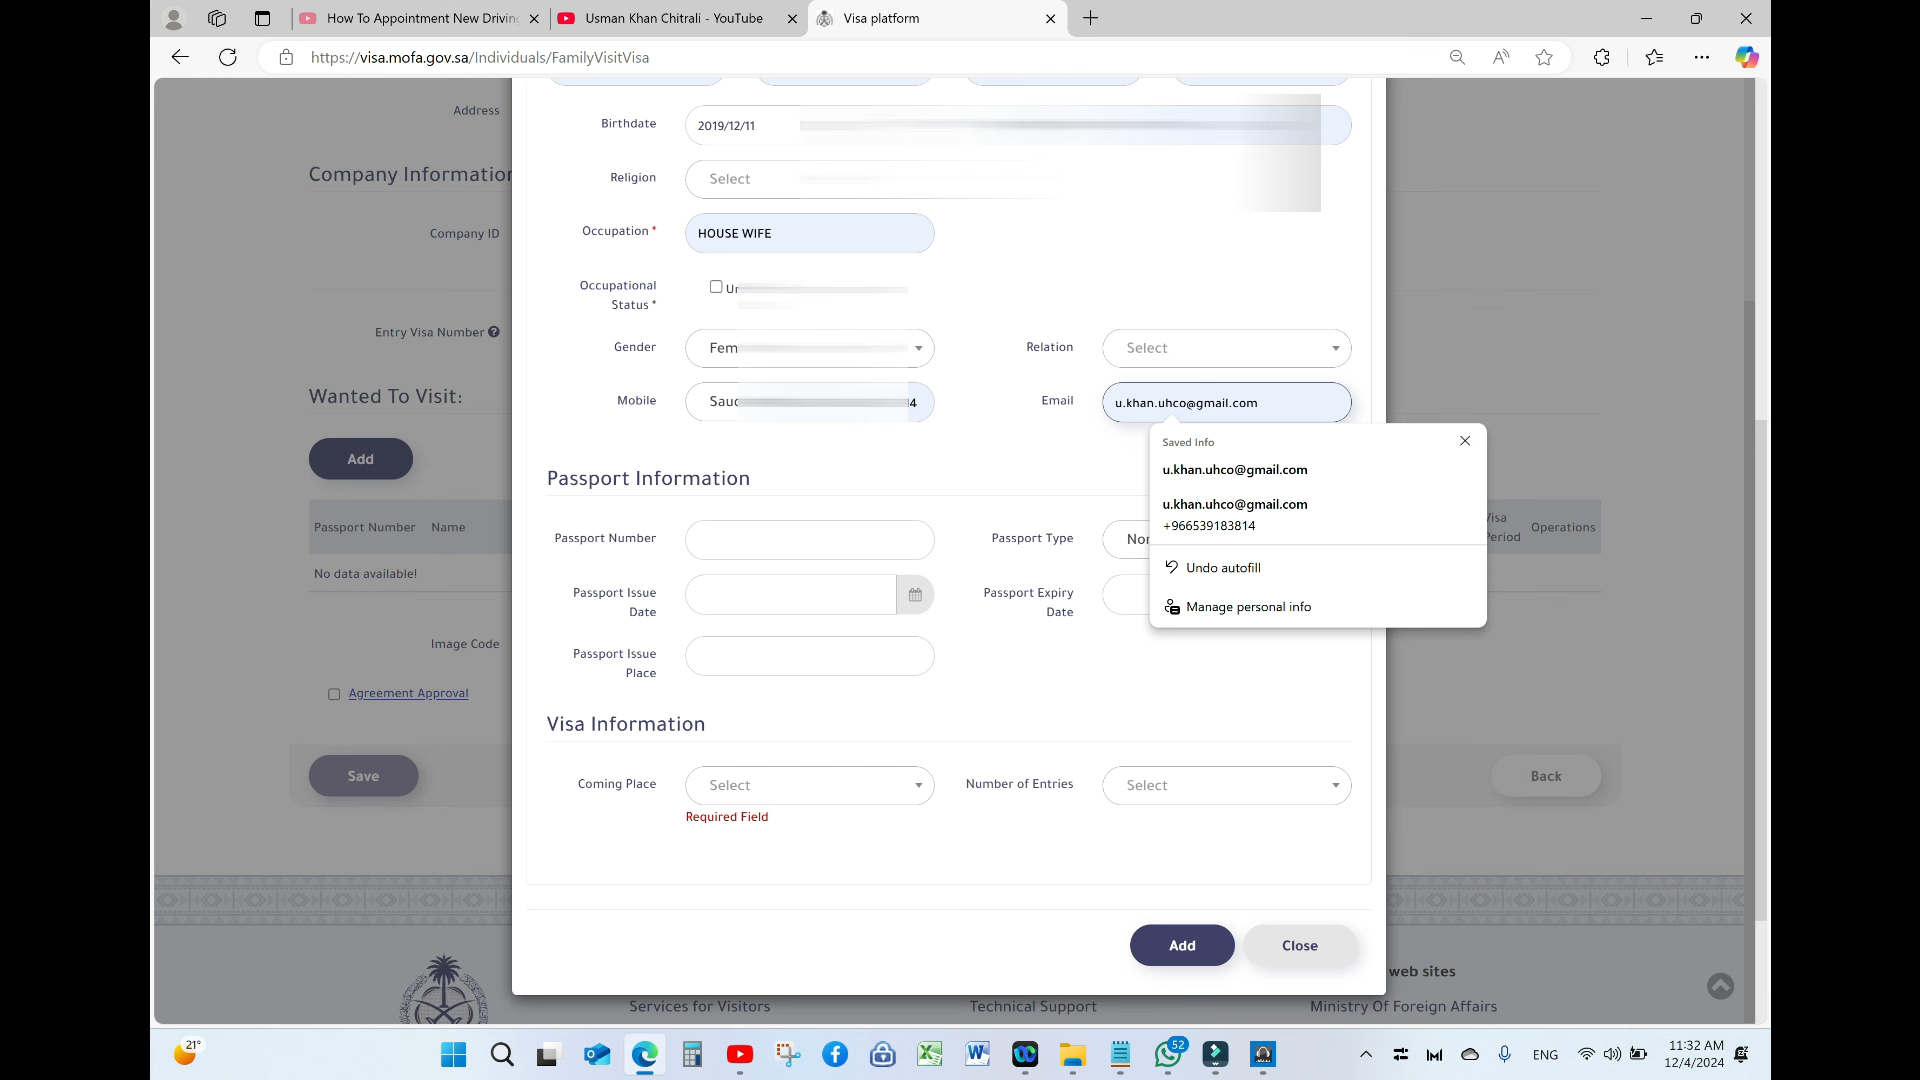 How To Appointment New Drivin
Usman Khan Chitrali - YouTube
Visa platform
https://visa.mofa.gov.sa/Individuals/FamilyVisitVisa
Address
Company Information
Company ID
Entry Visa Number
Wanted To Visit:
Add
Passport Number
Name
Visa Period
Operations
No data available!
Image Code
Agreement Approval
Save
Back
Birthdate
2019/12/11
Religion
Select
Occupation *
HOUSE WIFE
Occupational
Status *
Gender
Fem
Relation
Select
Mobile
Sauc
4
Email
u.khan.uhco@gmail.com
Saved Info
u.khan.uhco@gmail.com
u.khan.uhco@gmail.com
+966539183814
Undo autofill
Manage personal info
Passport Information
Passport Number
Passport Type
Nor
Passport Issue
Date
Passport Expiry
Date
Passport Issue
Place
Visa Information
Coming Place
Select
Number of Entries
Select
Required Field
Add
Close
web sites
Services for Visitors
Technical Support
Ministry Of Foreign Affairs
21°
52
ENG
11:32 AM
12/4/2024